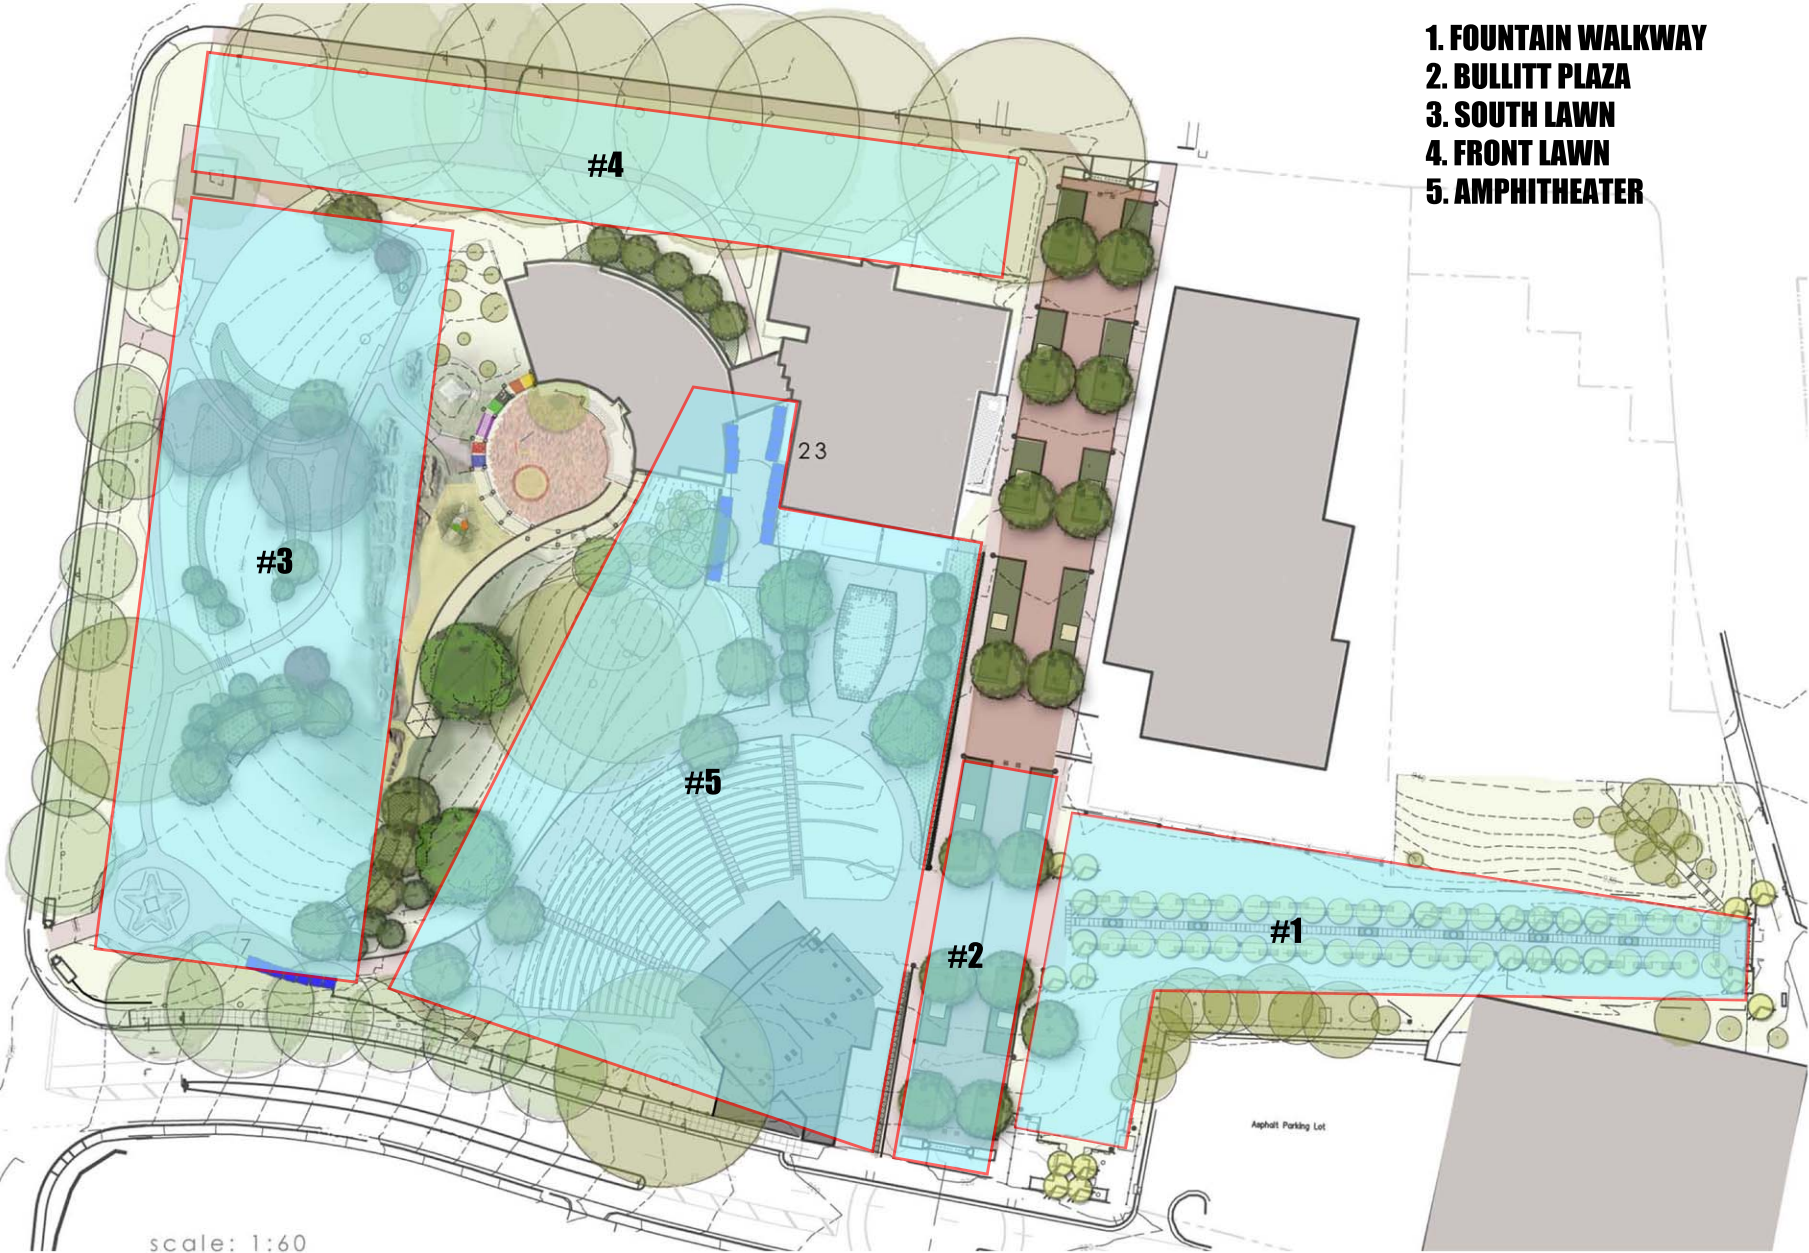 1. FOUNTAIN WALKWAY
2. BULLITT PLAZA
3. SOUTH LAWN
4. FRONT LAWN
5. AMPHITHEATER
#4
23
#3
#5
#1
#2
7
Asphalt Parking Lot
scale: 1:60